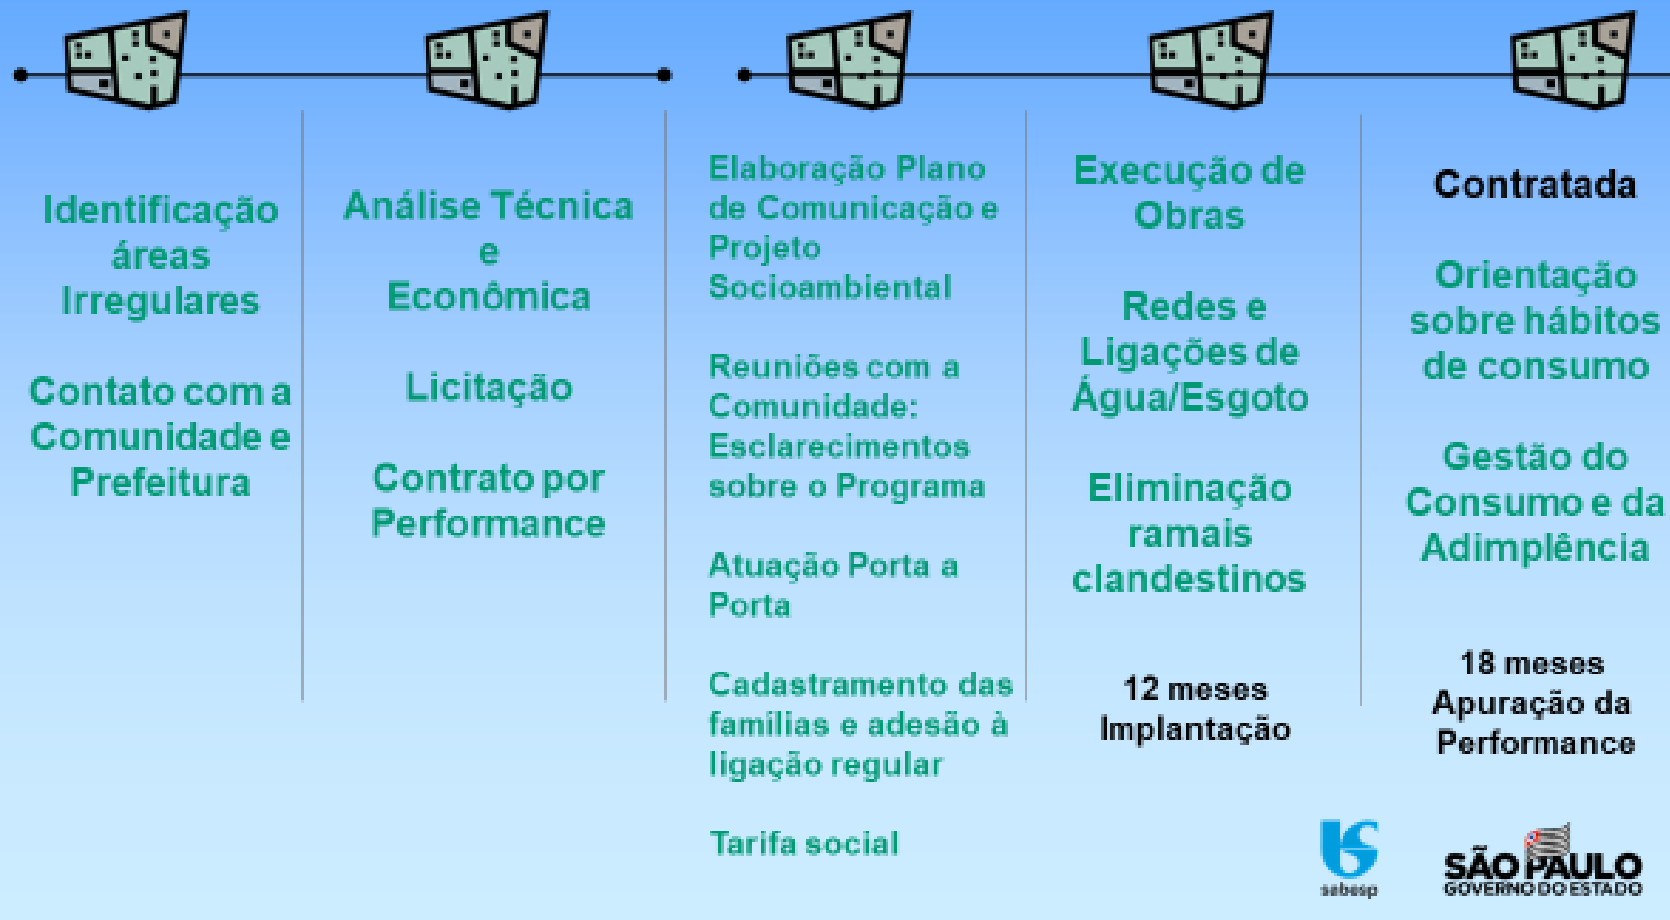 Identificação
áreas
Irregulares
Contato com a
Comunidade e
Prefeitura
Análise Técnica
e
Econômica
Licitação
Contrato por
Performance
Elaboração Plano
de Comunicação e
Projeto
Socioambiental
Reuniões com a
Comunidade:
Esclarecimentos
sobre o Programa
Atuação Porta a
Porta
Cadastramento das
famílias e adesão à
ligação regular
Tarifa social
Execução de
Obras
Redes e
Ligações de
Água/Esgoto
Eliminação
ramais
clandestinos
12 meses
Implantação
Contratada
Orientação
sobre hábitos
de consumo
Gestão do
Consumo e da
Adimplência
18 meses
Apuração da
Performance
sabesp
SÃO PAULO
GOVERNO DO ESTADO